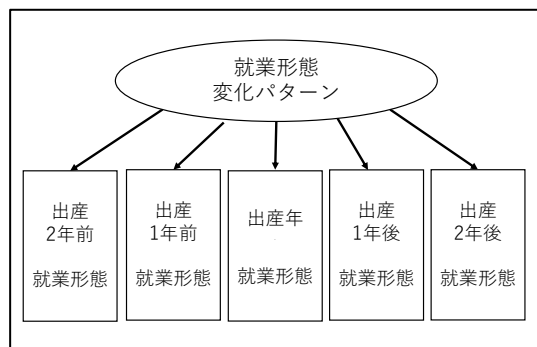 就業形態
変化パターン
出産
2年前
就業形態
出産
1年前
就業形態
出産年
就業形態
出産
1年後
就業形態
出産
2年後
就業形態